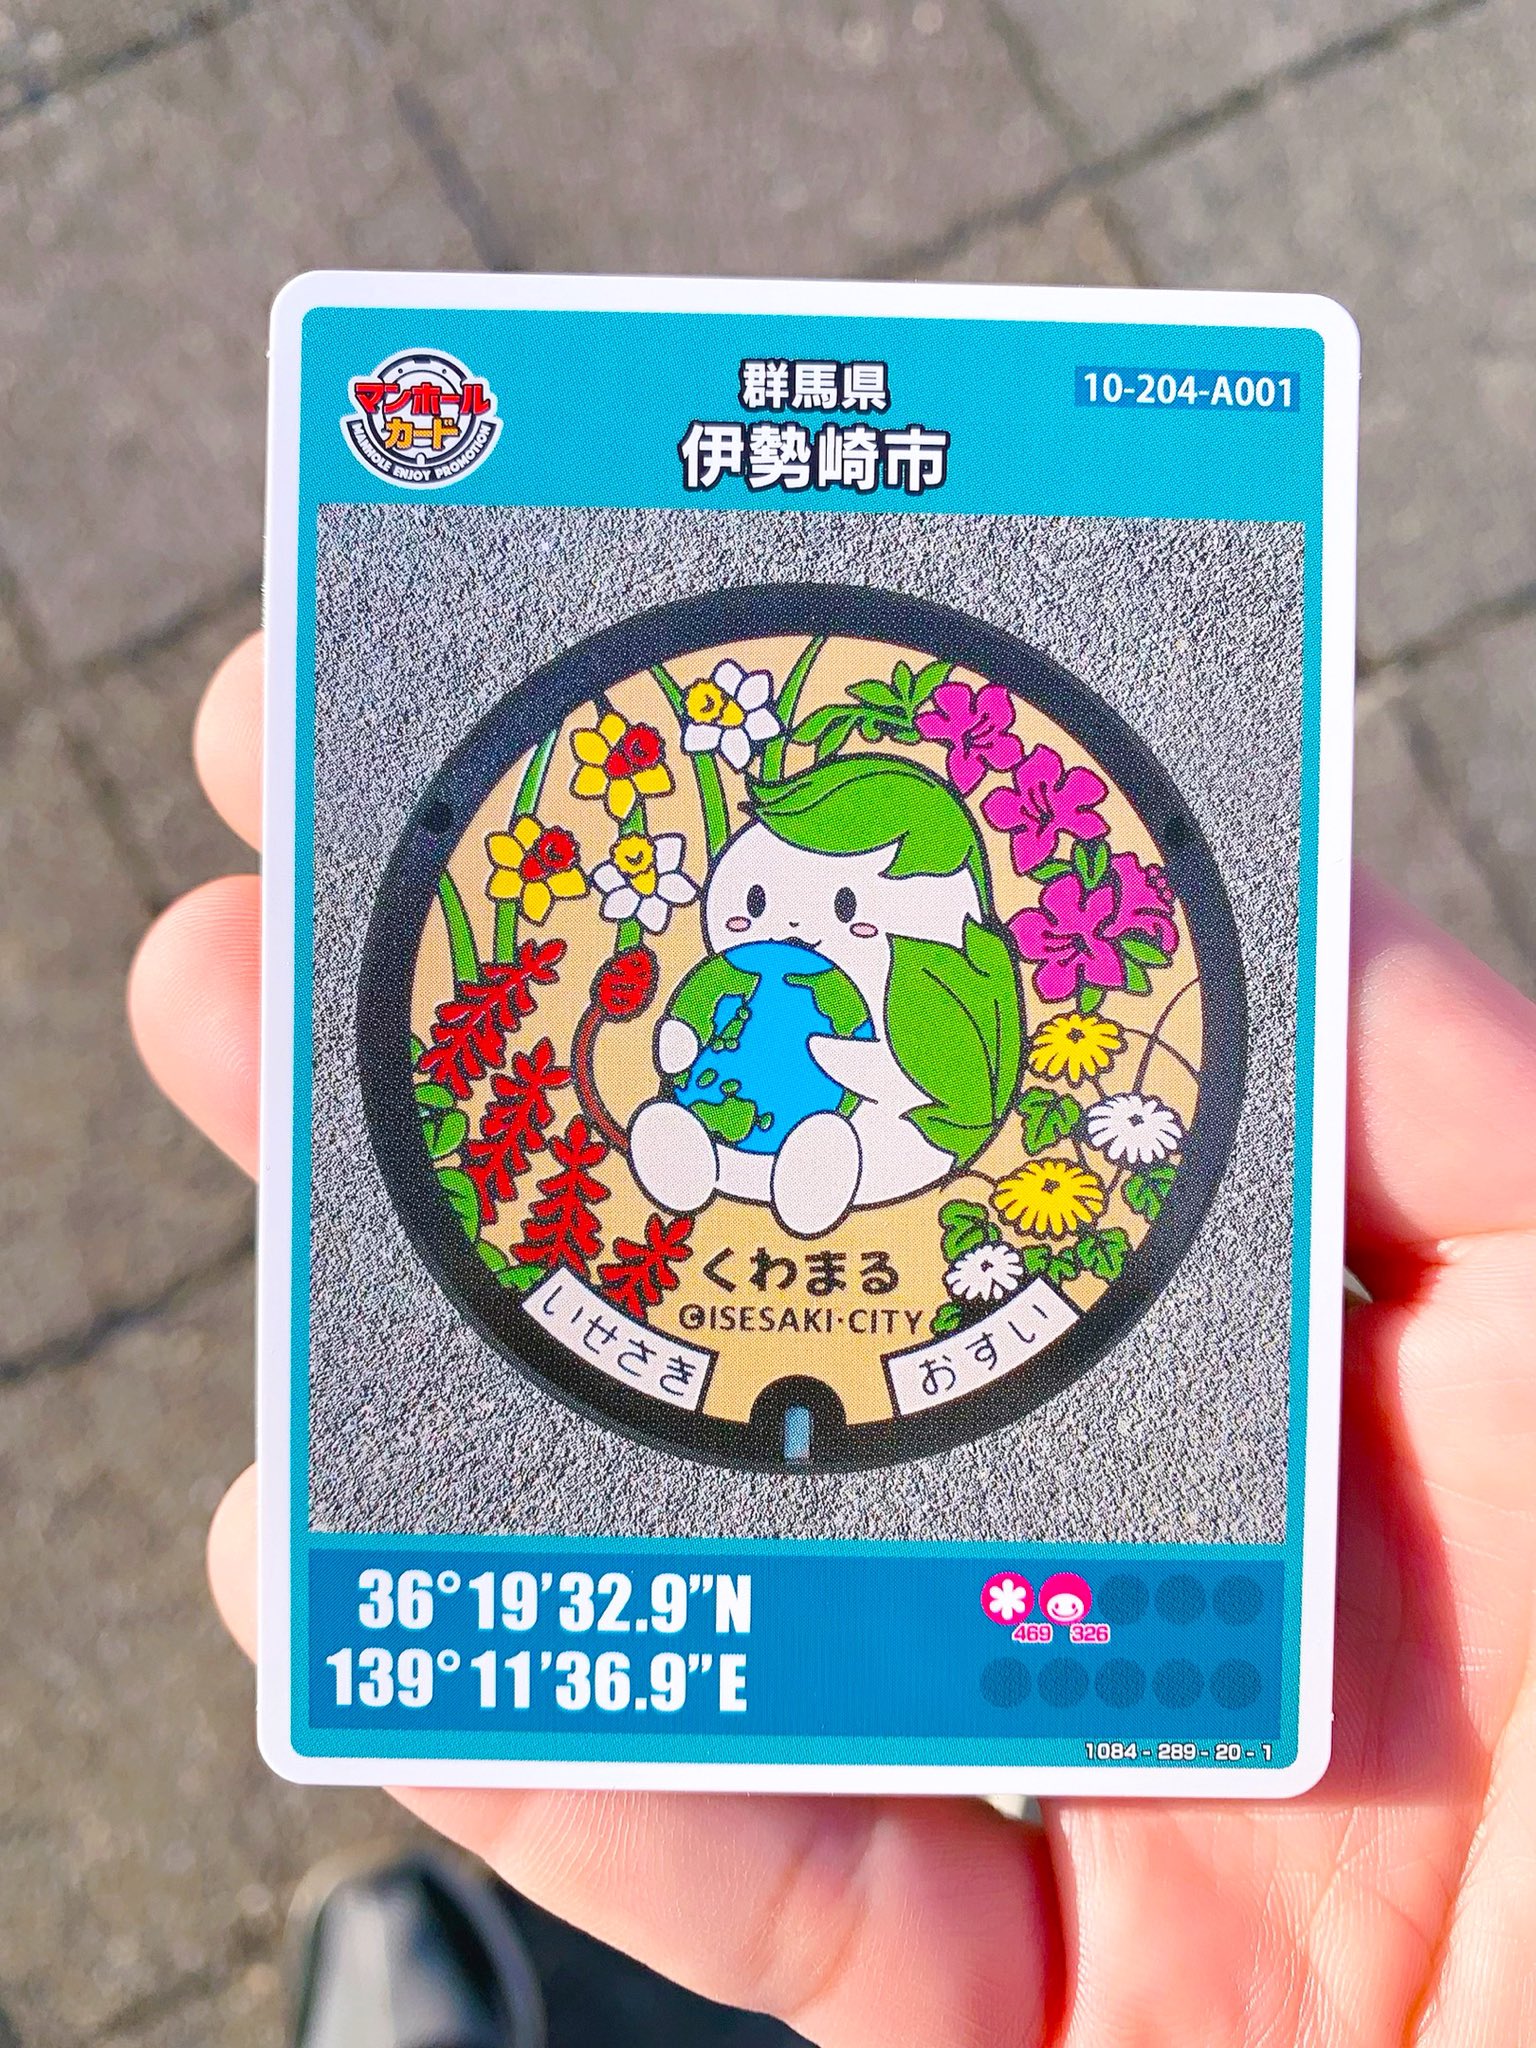 マンホール
カード
MANHOLE ENJOY PROMOTION
群馬県
伊勢崎市
10-204-A001
くわまる
©ISESAKI・CITY
いせさき
おすい
36°19’32.9”N
139°11’36.9”E
469 326
1084 - 289 - 20 - 1